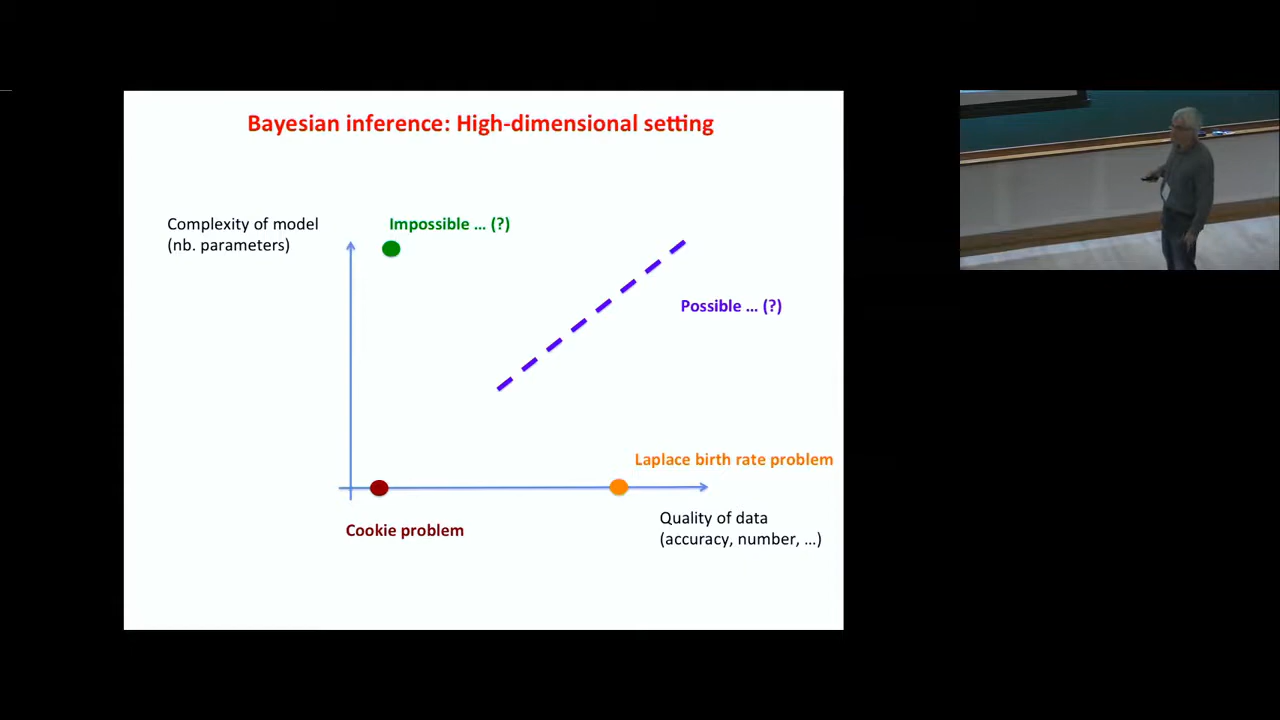 Bayesian inference: High-dimensional setting
Complexity of model
(nb. parameters)
Impossible ... (?)
Possible ... (?)
Laplace birth rate problem
Cookie problem
Quality of data
(accuracy, number, ...)